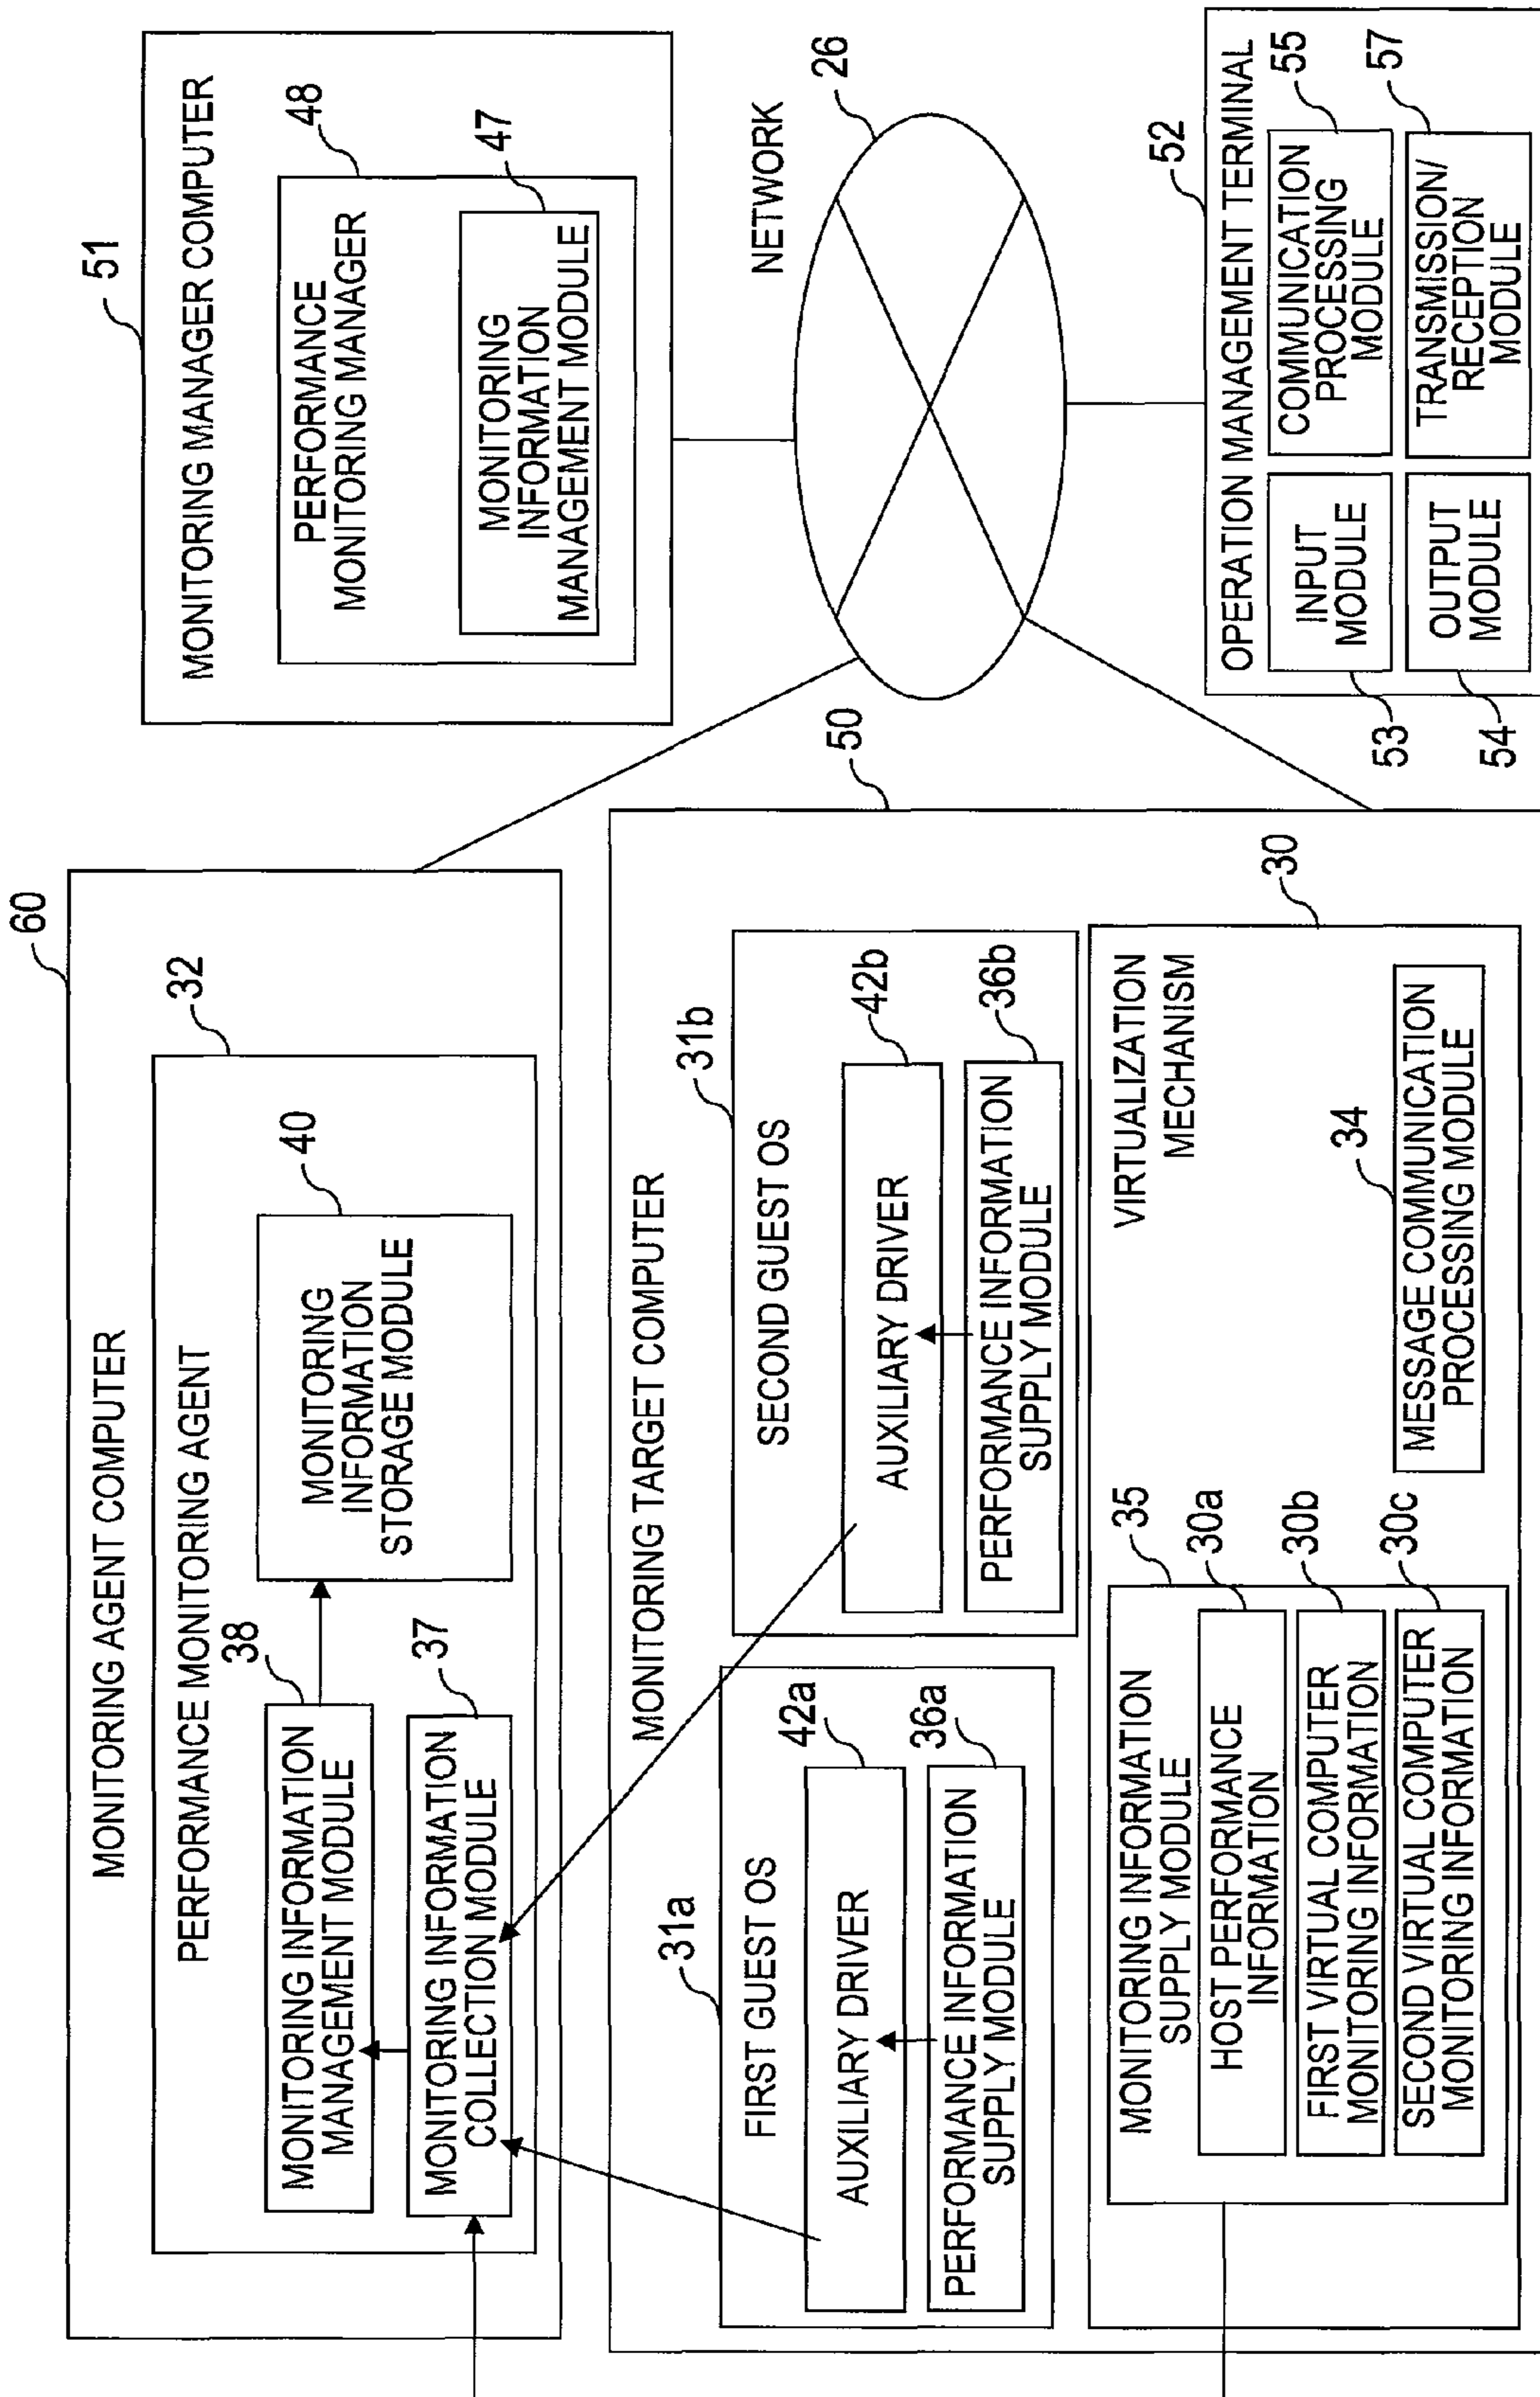 60
MONITORING AGENT COMPUTER
32
PERFORMANCE MONITORING AGENT
38
MONITORING INFORMATION
MANAGEMENT MODULE
40
MONITORING
INFORMATION
STORAGE MODULE
37
MONITORING INFORMATION
COLLECTION MODULE
51
MONITORING MANAGER COMPUTER
48
PERFORMANCE
MONITORING MANAGER
47
MONITORING
INFORMATION
MANAGEMENT MODULE
NETWORK
26
50
MONITORING TARGET COMPUTER
31a
FIRST GUEST OS
42a
AUXILIARY DRIVER
36a
PERFORMANCE INFORMATION
SUPPLY MODULE
31b
SECOND GUEST OS
42b
AUXILIARY DRIVER
36b
PERFORMANCE INFORMATION
SUPPLY MODULE
30
VIRTUALIZATION
MECHANISM
35
MONITORING INFORMATION
SUPPLY MODULE
30a
HOST PERFORMANCE
INFORMATION
30b
FIRST VIRTUAL COMPUTER
MONITORING INFORMATION
30c
SECOND VIRTUAL COMPUTER
MONITORING INFORMATION
34
MESSAGE COMMUNICATION
PROCESSING MODULE
52
OPERATION MANAGEMENT TERMINAL
53
INPUT
MODULE
55
COMMUNICATION
PROCESSING
MODULE
54
OUTPUT
MODULE
57
TRANSMISSION/
RECEPTION
MODULE